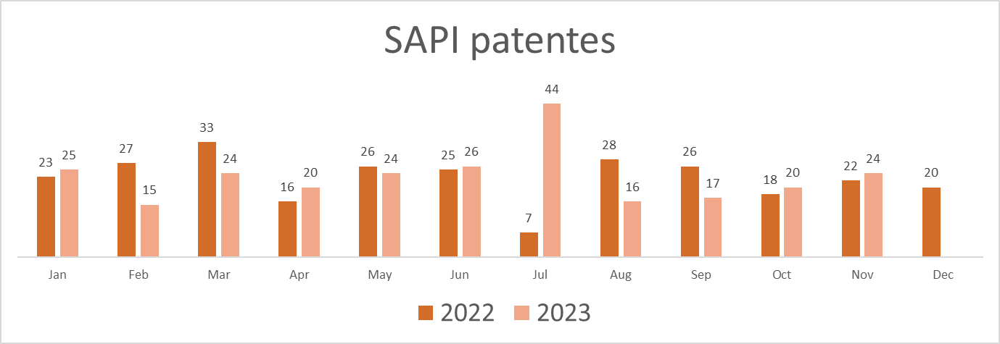 SAPI patentes
23 25 27 15 33 24 16 20 26 24 25 26 7 44 28 16 26 17 18 20 22 24 20
Jan Feb Mar Apr May Jun Jul Aug Sep Oct Nov Dec
2022 2023